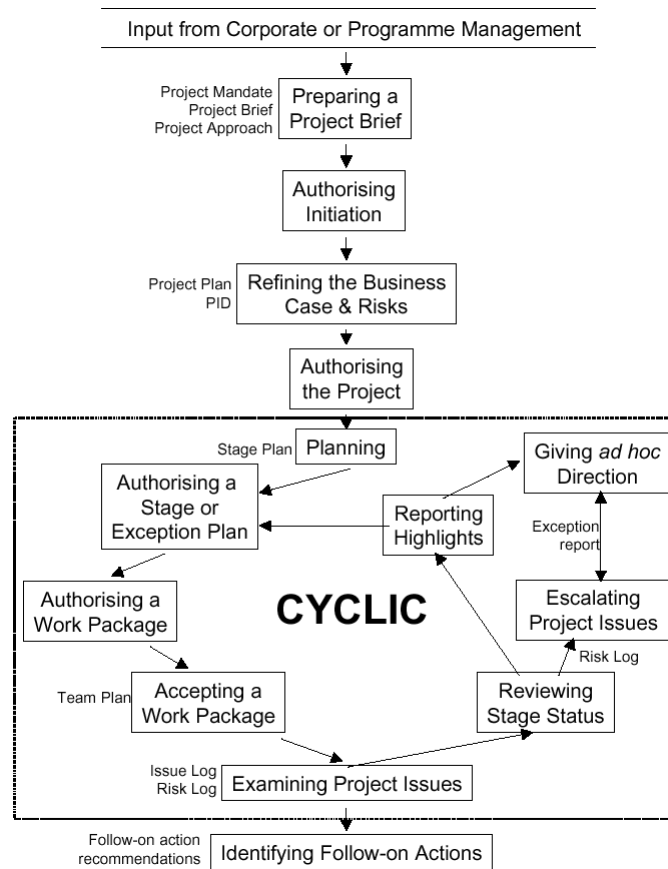 Input from Corporate or Programme Management
Project Mandate
Project Brief
Project Approach
Preparing a
Project Brief
Authorising
Initiation
Project Plan
PID
Refining the Business
Case & Risks
Authorising
the Project
Stage Plan
Planning
Giving ad hoc
Direction
Authorising a
Stage or
Exception Plan
Reporting
Highlights
Exception
report
Authorising a
Work Package
CYCLIC
Escalating
Project Issues
Risk Log
Team Plan
Accepting a
Work Package
Reviewing
Stage Status
Issue Log
Risk Log
Examining Project Issues
Follow-on action
recommendations
Identifying Follow-on Actions